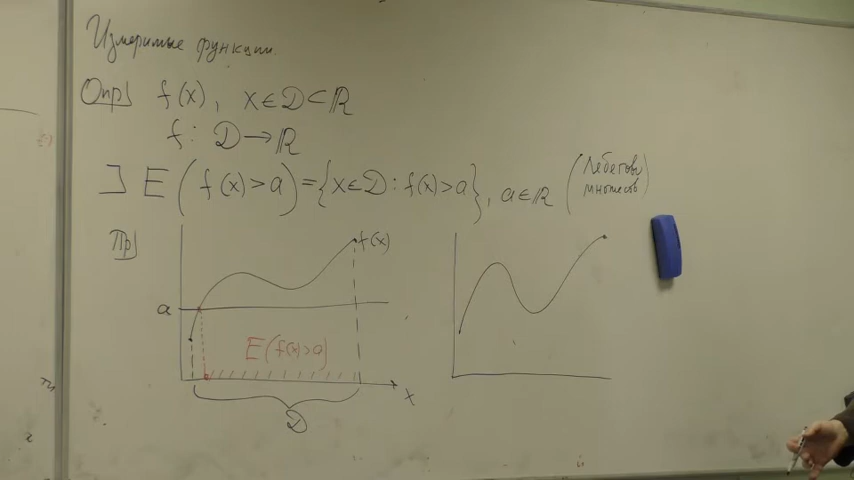 Измеримые функции.
Опр] f(x), x∈D⊂ℝ
f: D→ℝ
] E(f(x)>a)={x∈D: f(x)>a}, a∈ℝ (Лебегово множество)
Пр]
f(x)
a
E(f(x)>a)
x
D